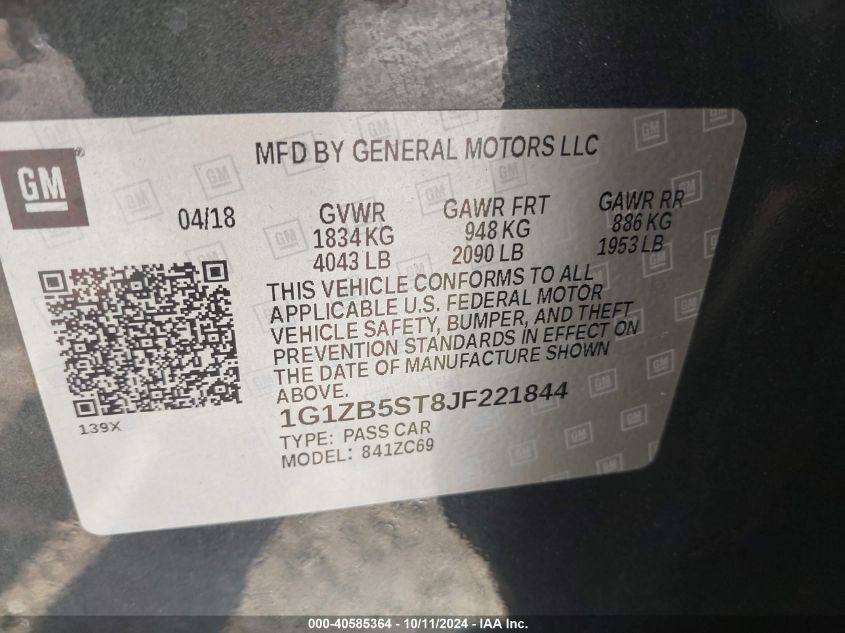 MFD BY GENERAL MOTORS LLC
GM
04/18
GVWR
1834 KG
4043 LB
GAWR FRT
948 KG
2090 LB
GAWR RR
886 KG
1953 LB
THIS VEHICLE CONFORMS TO ALL
APPLICABLE U.S. FEDERAL MOTOR
VEHICLE SAFETY, BUMPER, AND THEFT
PREVENTION STANDARDS IN EFFECT ON
THE DATE OF MANUFACTURE SHOWN
ABOVE.
1G1ZB5ST8JF221844
TYPE: PASS CAR
MODEL: 841ZC69
139X
000-40585364 - 10/11/2024 - IAA Inc.